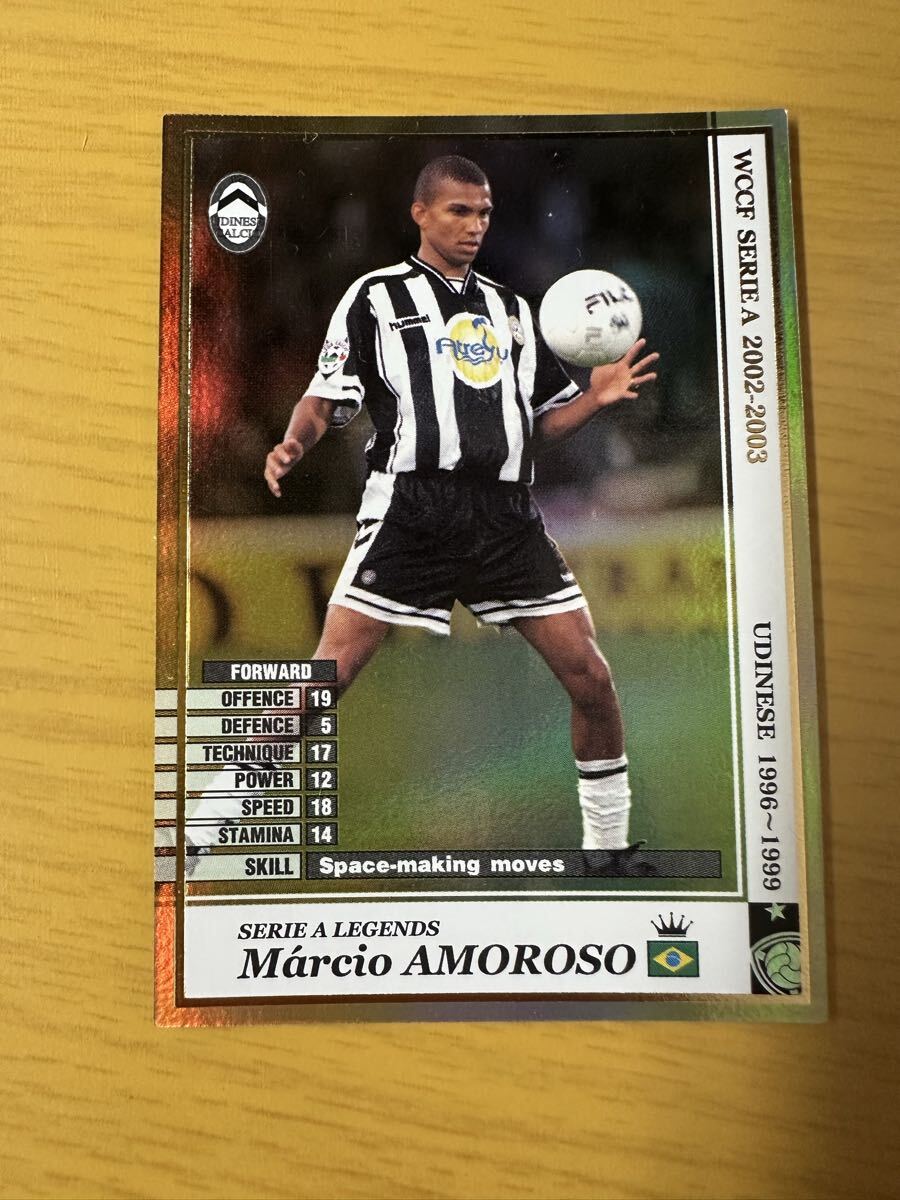 UDINESE
CALCIO
WCCF SERIE A 2002-2003
UDINESE 1996~1999
hummel
Atreyu
FILA
FORWARD
OFFENCE 19
DEFENCE 5
TECHNIQUE 17
POWER 12
SPEED 18
STAMINA 14
SKILL Space-making moves
SERIE A LEGENDS
Márcio AMOROSO